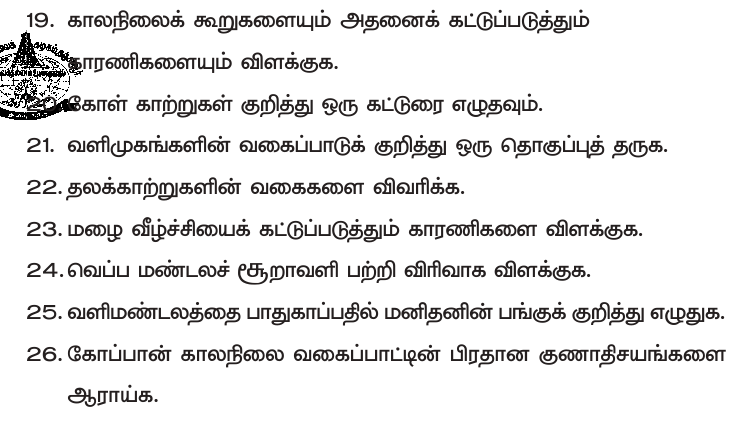 19. காலநிலைக் கூறுகளையும் அதனைக் கட்டுப்படுத்தும்
காரணிகளையும் விளக்குக.
20. கோள் காற்றுகள் குறித்து ஒரு கட்டுரை எழுதவும்.
21. வளிமுகங்களின் வகைப்பாடுக் குறித்து ஒரு தொகுப்புத் தருக.
22. தலக்காற்றுகளின் வகைகளை விவரிக்க.
23. மழை வீழ்ச்சியைக் கட்டுப்படுத்தும் காரணிகளை விளக்குக.
24. வெப்ப மண்டலச் சூறாவளி பற்றி விரிவாக விளக்குக.
25. வளிமண்டலத்தை பாதுகாப்பதில் மனிதனின் பங்குக் குறித்து எழுதுக.
26. கோப்பான் காலநிலை வகைப்பாட்டின் பிரதான குணாதிசயங்களை
ஆராய்க.